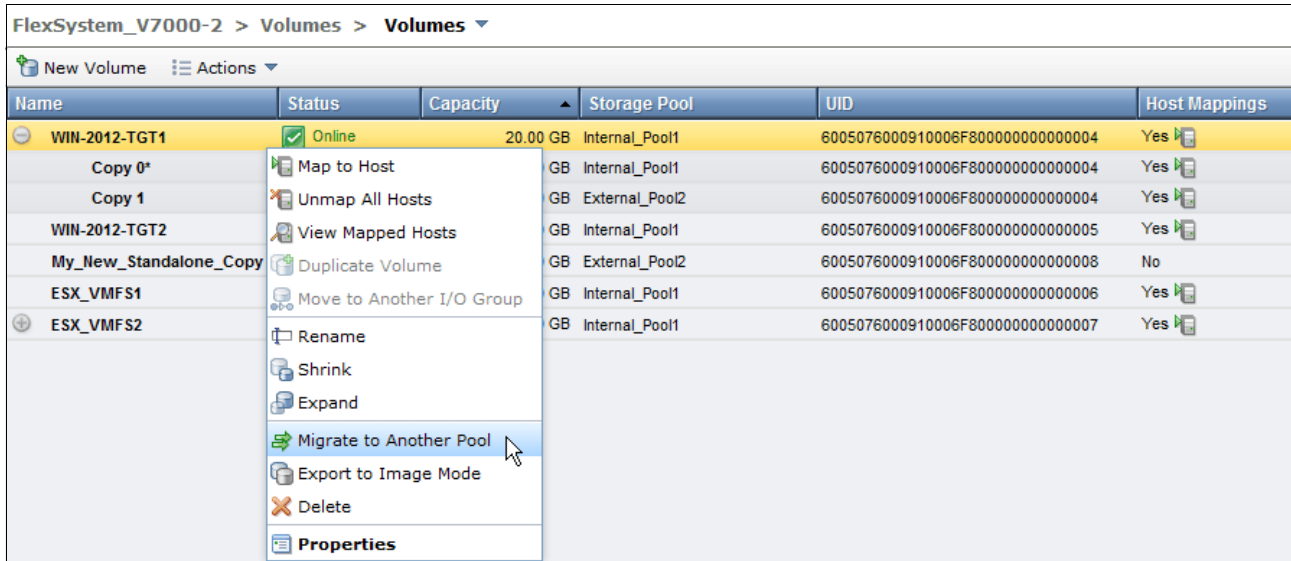 FlexSystem_V7000-2 > Volumes > Volumes
New Volume Actions
Name Status Capacity Storage Pool UID Host Mappings
WIN-2012-TGT1 Online 20.00 GB Internal_Pool1 6005076000910006F800000000000004 Yes
Copy 0* GB Internal_Pool1 6005076000910006F800000000000004 Yes
Copy 1 GB External_Pool2 6005076000910006F800000000000004 Yes
WIN-2012-TGT2 GB Internal_Pool1 6005076000910006F800000000000005 Yes
My_New_Standalone_Copy GB External_Pool2 6005076000910006F800000000000008 No
ESX_VMFS1 GB Internal_Pool1 6005076000910006F800000000000006 Yes
ESX_VMFS2 GB Internal_Pool1 6005076000910006F800000000000007 Yes
Map to Host
Unmap All Hosts
View Mapped Hosts
Duplicate Volume
Move to Another I/O Group
Rename
Shrink
Expand
Migrate to Another Pool
Export to Image Mode
Delete
Properties